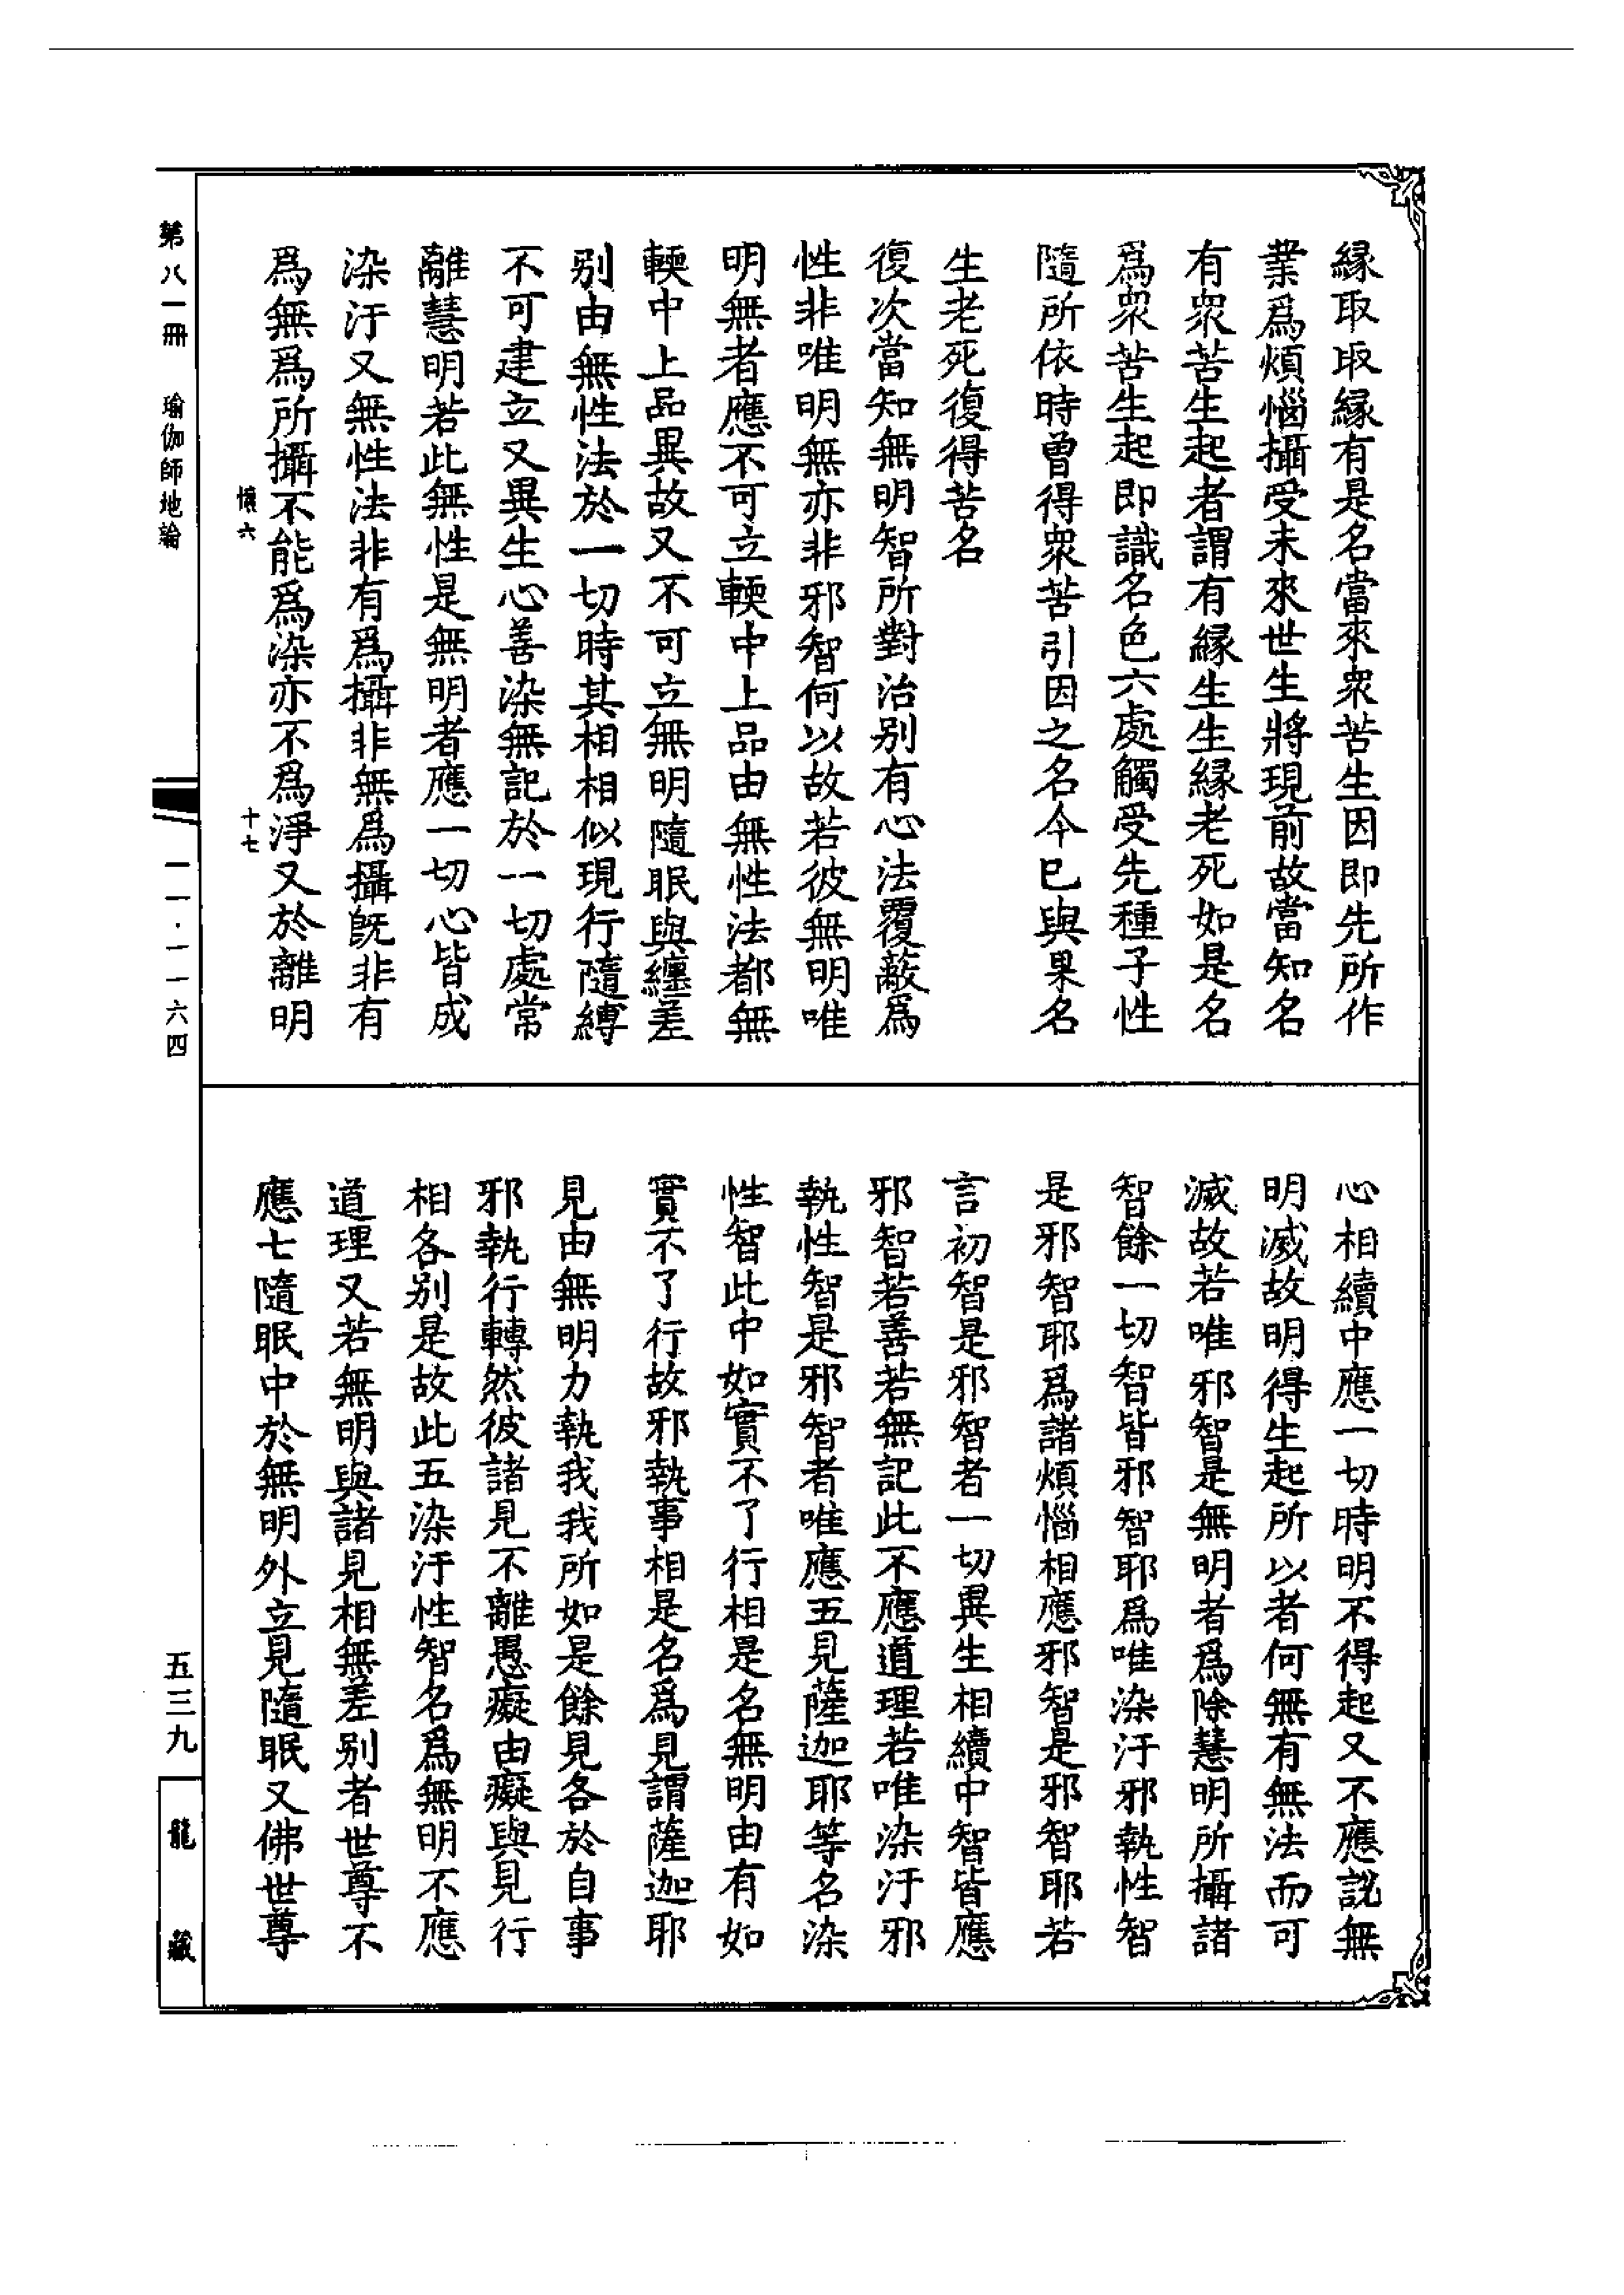 緣取取緣有是名當來衆苦生因即先所作
業爲煩惱攝受未來世生將現前故當知名
有衆苦生起者謂有緣生生緣老死如是名
爲衆苦生起即識名色六處觸受先種子性
隨所依時曾得衆苦引因之名今巳與果名
生老死復得苦名
復次當知無明智所對治別有心法覆蔽爲
性非唯明無亦非邪智何以故若彼無明唯
明無者應不可立輭中上品由無性法都無
輭中上品異故又不可立無明隨眠與纏差
別由無性法於一切時其相相似現行隨縛
不可建立又異生心善染無記於一切處常
離慧明若此無性是無明者應一切心皆成
染汙又無性法非有爲攝非無爲攝旣非有
爲無爲所攝不能爲染亦不爲淨又於離明
心相續中應一切時明不得起又不應說無
明滅故明得生起所以者何無有無法而可
滅故若唯邪智是無明者爲除慧明所攝諸
智餘一切智皆邪智耶爲唯染汙邪執性智
是邪智耶爲諸煩惱相應邪智是邪智耶若
言初智是邪智者一切異生相續中智皆應
邪智若善若無記此不應道理若唯染汙邪
執性智是邪智者唯應五見薩迦耶等名染
性智此中如實不了行相是名無明由有如
實不了行故邪執事相是名爲見謂薩迦耶
見由無明力執我我所如是餘見各於自事
邪執行轉然彼諸見不離愚癡由癡與見行
相各別是故此五染汙性智名爲無明不應
道理又若無明與諸見相無差別者世尊不
應七隨眠中於無明外立見隨眠又佛世尊
懷六
十七
第八一冊
瑜伽師地論
一一·一一六四
五三九
龍藏